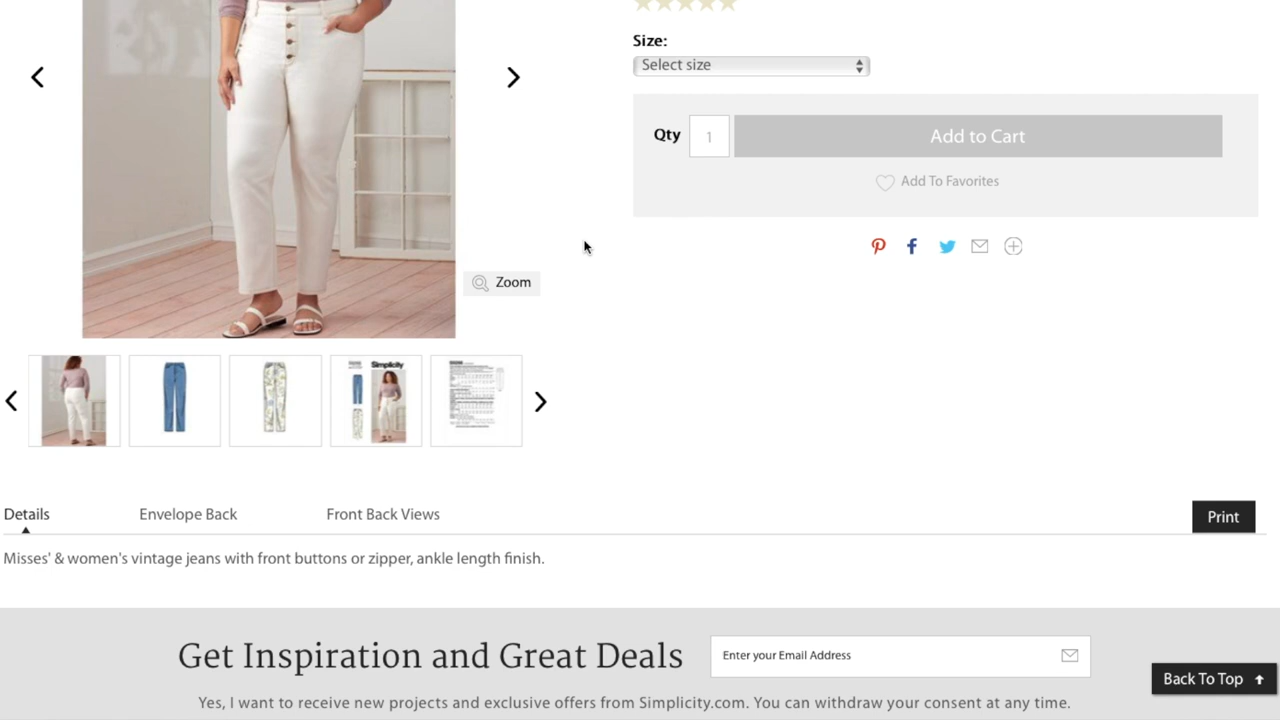 Size:
Select size
Qty
1
Add to Cart
Add To Favorites
Zoom
Simplicity
Details
Envelope Back
Front Back Views
Print
Misses' & women's vintage jeans with front buttons or zipper, ankle length finish.
Get Inspiration and Great Deals
Enter your Email Address
Back To Top
Yes, I want to receive new projects and exclusive offers from Simplicity.com. You can withdraw your consent at any time.